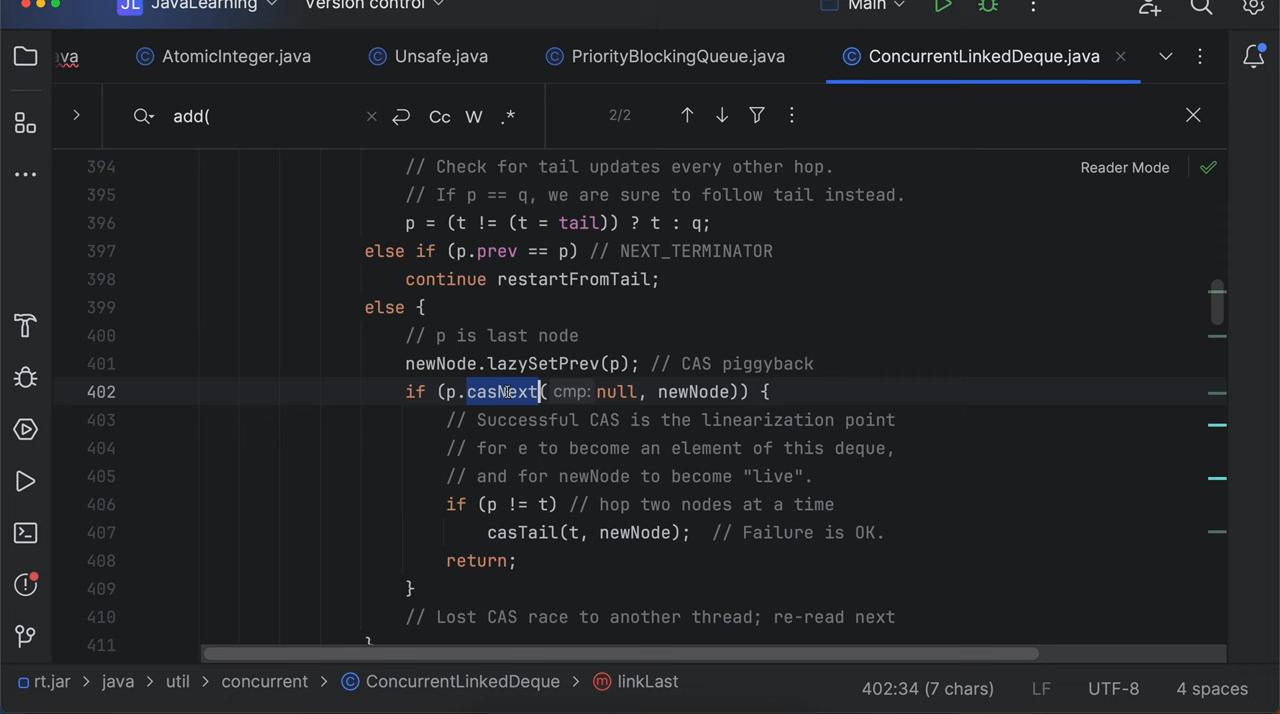 JL JavaLearning Version control Main
ava AtomicInteger.java Unsafe.java PriorityBlockingQueue.java ConcurrentLinkedDeque.java
add( Cc W .* 2/2
Reader Mode
394 // Check for tail updates every other hop.
395 // If p == q, we are sure to follow tail instead.
396 p = (t != (t = tail)) ? t : q;
397 else if (p.prev == p) // NEXT_TERMINATOR
398 continue restartFromTail;
399 else {
400 // p is last node
401 newNode.lazySetPrev(p); // CAS piggyback
402 if (p.casNext( cmp: null, newNode)) {
403 // Successful CAS is the linearization point
404 // for e to become an element of this deque,
405 // and for newNode to become "live".
406 if (p != t) // hop two nodes at a time
407 casTail(t, newNode); // Failure is OK.
408 return;
409 }
410 // Lost CAS race to another thread; re-read next
411 }
rt.jar > java > util > concurrent > ConcurrentLinkedDeque > linkLast 402:34 (7 chars) LF UTF-8 4 spaces